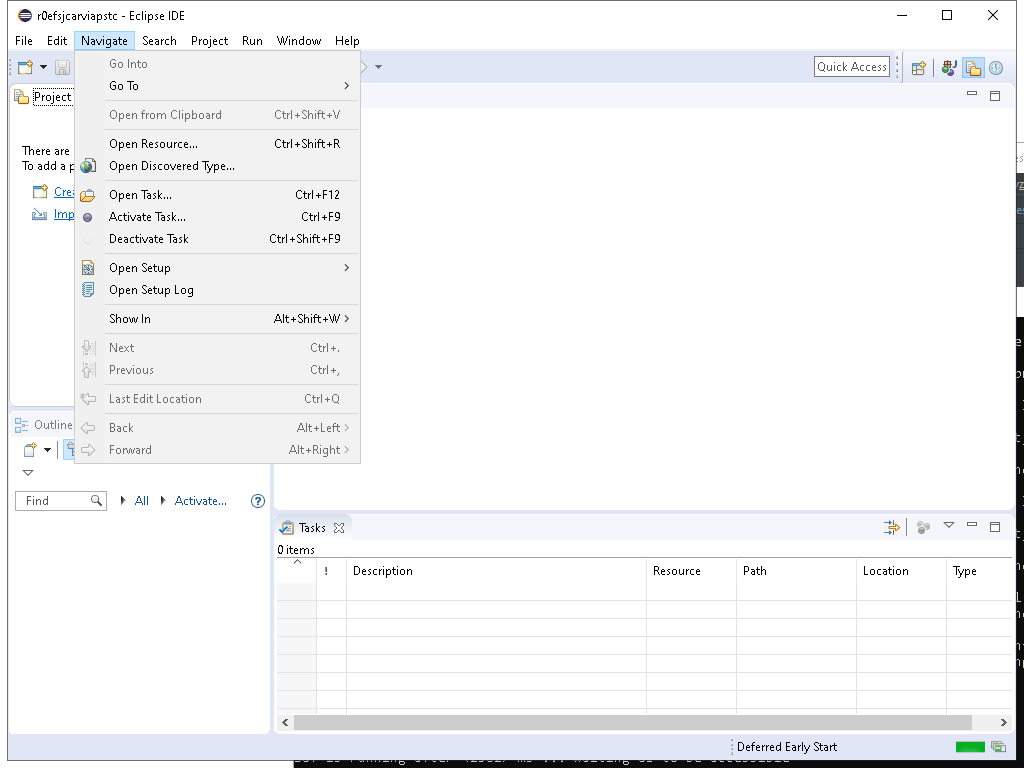 r0efsjcarviapstc - Eclipse IDE
File Edit Navigate Search Project Run Window Help
Quick Access
Go Into
Go To
Open from Clipboard Ctrl+Shift+V
Open Resource... Ctrl+Shift+R
Open Discovered Type...
Open Task... Ctrl+F12
Activate Task... Ctrl+F9
Deactivate Task Ctrl+Shift+F9
Open Setup
Open Setup Log
Show In Alt+Shift+W
Next Ctrl+.
Previous Ctrl+,
Last Edit Location Ctrl+Q
Back Alt+Left
Forward Alt+Right
Project
There are
To add a
Outline
Find All Activate...
Tasks
0 items
! Description Resource Path Location Type
Deferred Early Start